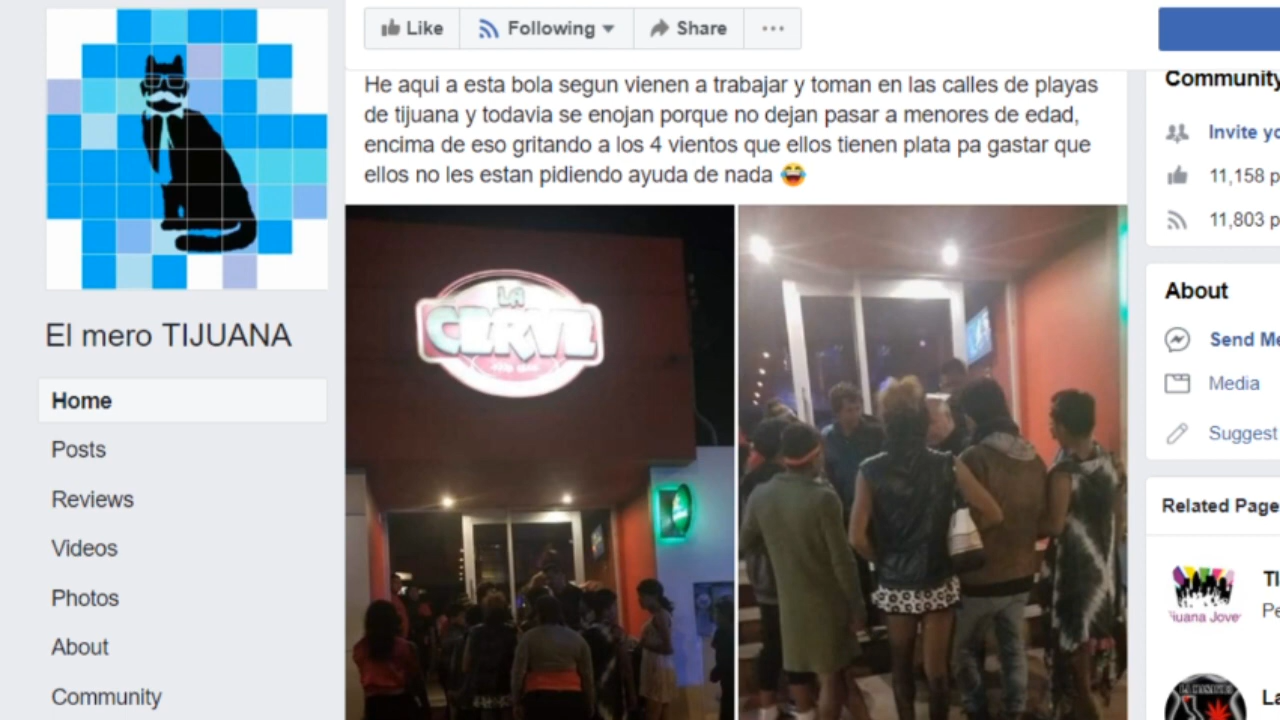 Like
Following
Share
He aqui a esta bola segun vienen a trabajar y toman en las calles de playas
de tijuana y todavia se enojan porque no dejan pasar a menores de edad,
encima de eso gritando a los 4 vientos que ellos tienen plata pa gastar que
ellos no les estan pidiendo ayuda de nada 😂
LA
CERVE
El mero TIJUANA
Home
Posts
Reviews
Videos
Photos
About
Community
Community
Invite yo
11,158 p
11,803 p
About
Send Me
Media
Suggest
Related Page
TI
Pe
iuana Jove
La